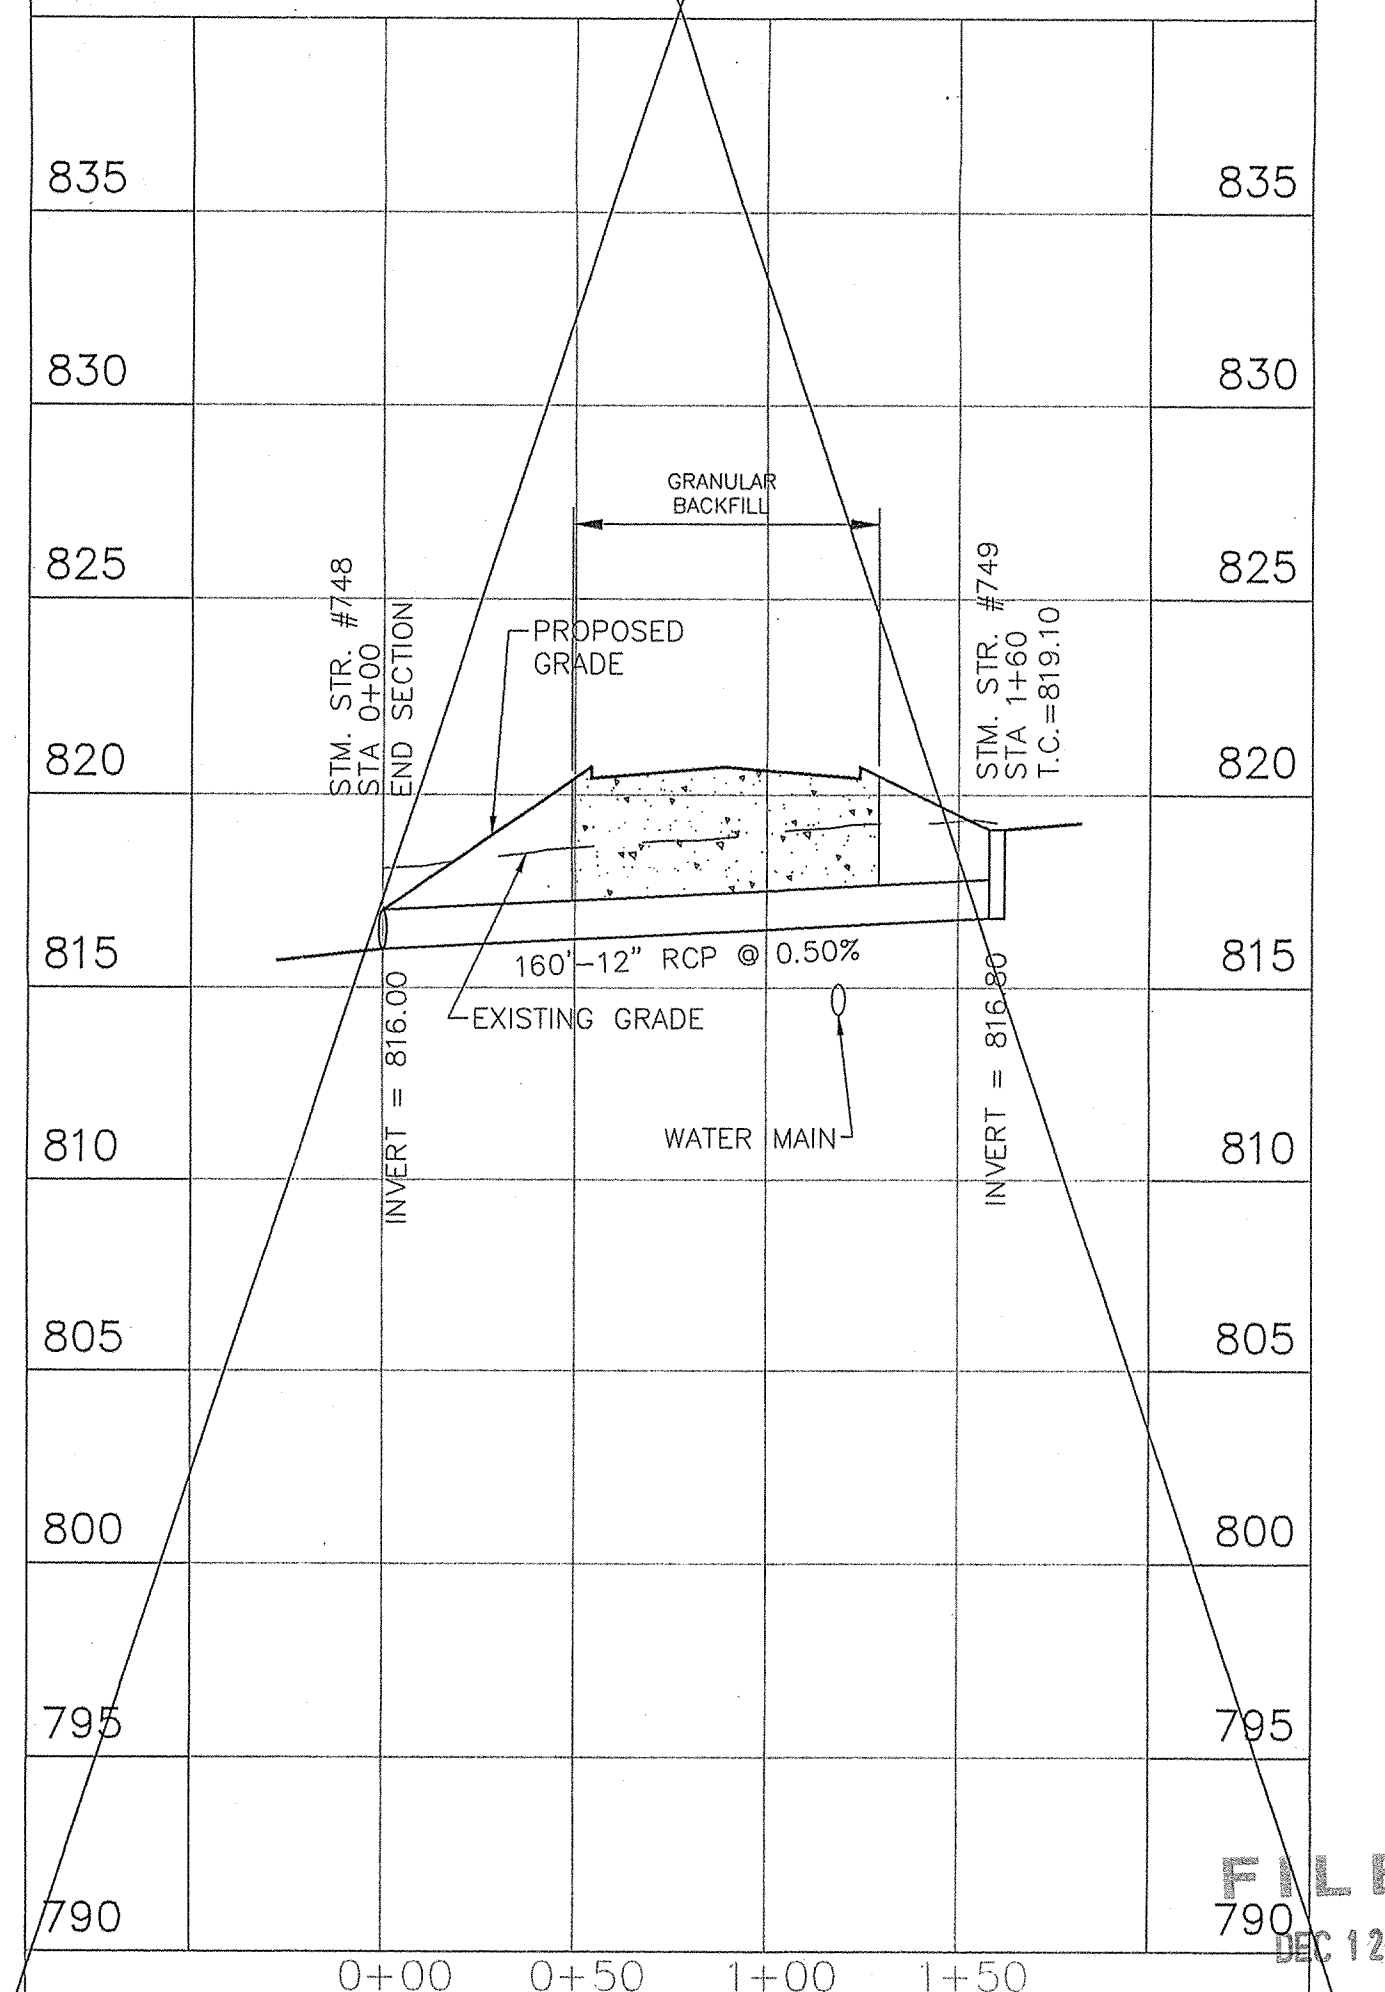 835
835
830
830
GRANULAR
BACKFILL
825
825
STM. STR. #748
STA 0+00
END SECTION
PROPOSED
GRADE
STM. STR. #749
STA 1+60
T.C.=819.10
820
820
815
815
160'-12" RCP @ 0.50%
EXISTING GRADE
INVERT = 816.00
INVERT = 816.80
WATER MAIN
810
810
805
805
800
800
795
795
790
790
FIL
DEC 12
0+00 0+50 1+00 1+50